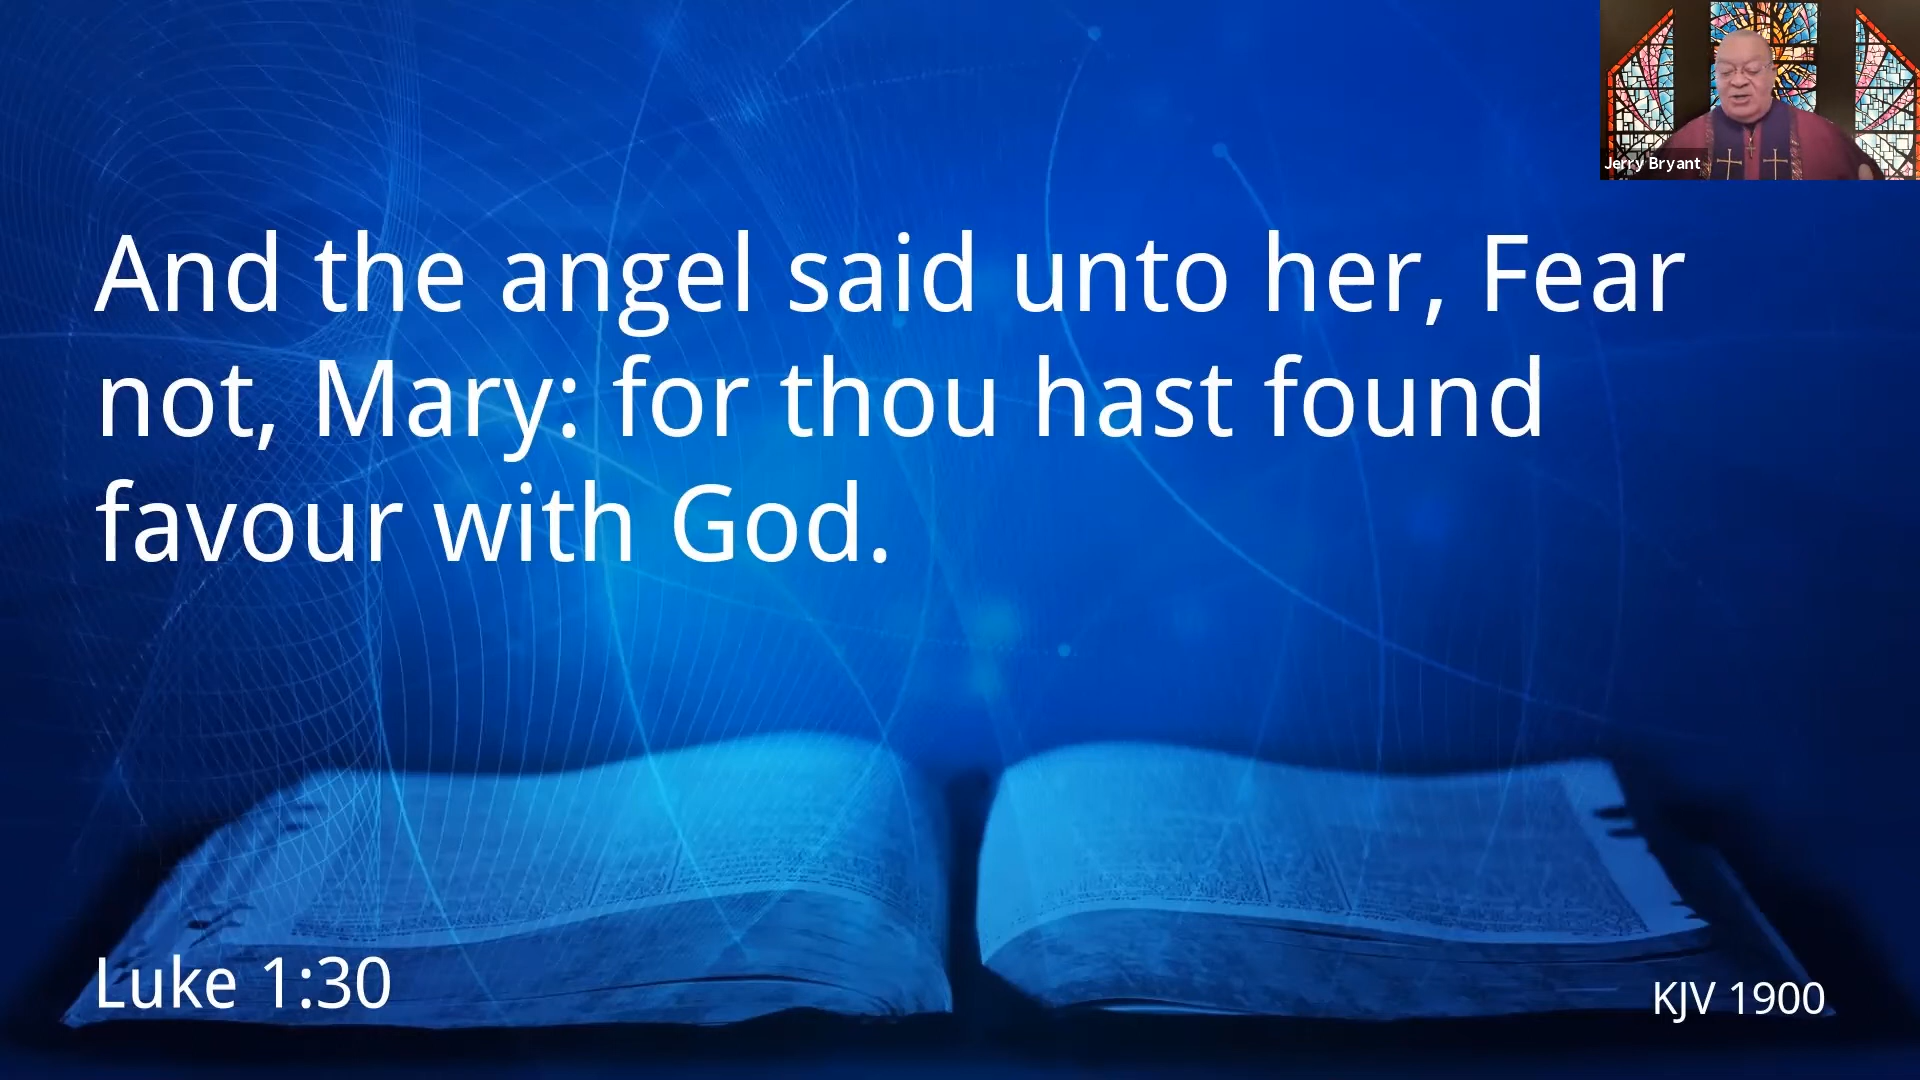 Jerry Bryant
And the angel said unto her, Fear
not, Mary: for thou hast found
favour with God.
Luke 1:30
KJV 1900